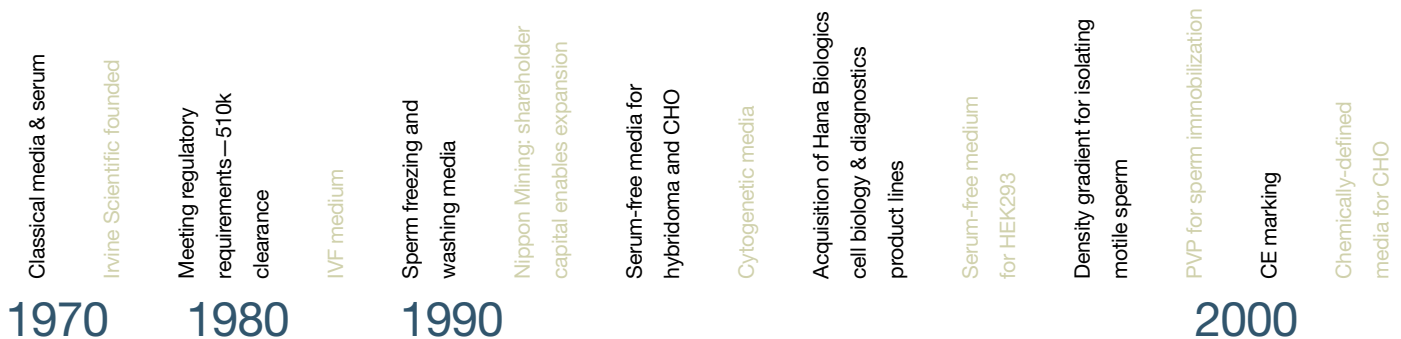 Classical media & serum
Irvine Scientific founded
Meeting regulatory
requirements—510k
clearance
IVF medium
Sperm freezing and
washing media
Nippon Mining: shareholder
capital enables expansion
Serum-free media for
hybridoma and CHO
Cytogenetic media
Acquisition of Hana Biologics
cell biology & diagnostics
product lines
Serum-free medium
for HEK293
Density gradient for isolating
motile sperm
PVP for sperm immobilization
CE marking
Chemically-defined
media for CHO
1970
1980
1990
2000